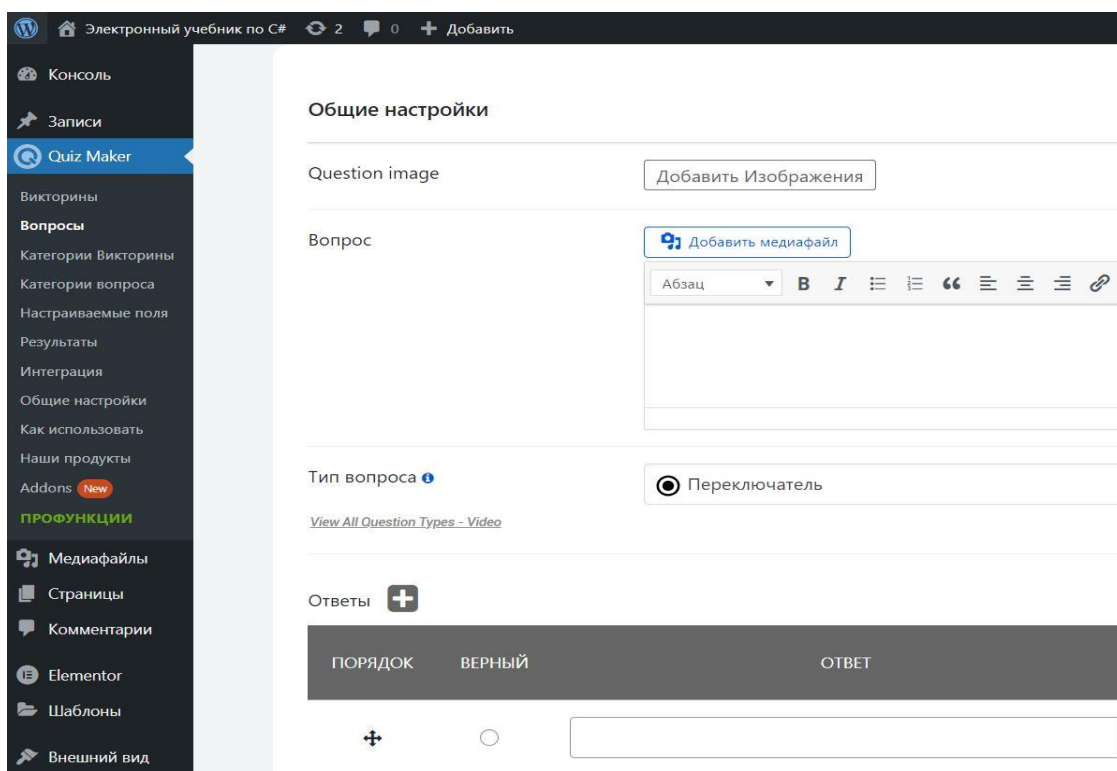 Электронный учебник по C# 2 0 Добавить
Консоль
Записи
Quiz Maker
Викторины
Вопросы
Категории Викторины
Категории вопроса
Настраиваемые поля
Результаты
Интеграция
Общие настройки
Как использовать
Наши продукты
Addons New
ПРОФУНКЦИИ
Медиафайлы
Страницы
Комментарии
Elementor
Шаблоны
Внешний вид
Общие настройки
Question image
Добавить Изображения
Вопрос
Добавить медиафайл
Абзац B I
Тип вопроса
Переключатель
View All Question Types - Video
Ответы
ПОРЯДОК ВЕРНЫЙ ОТВЕТ